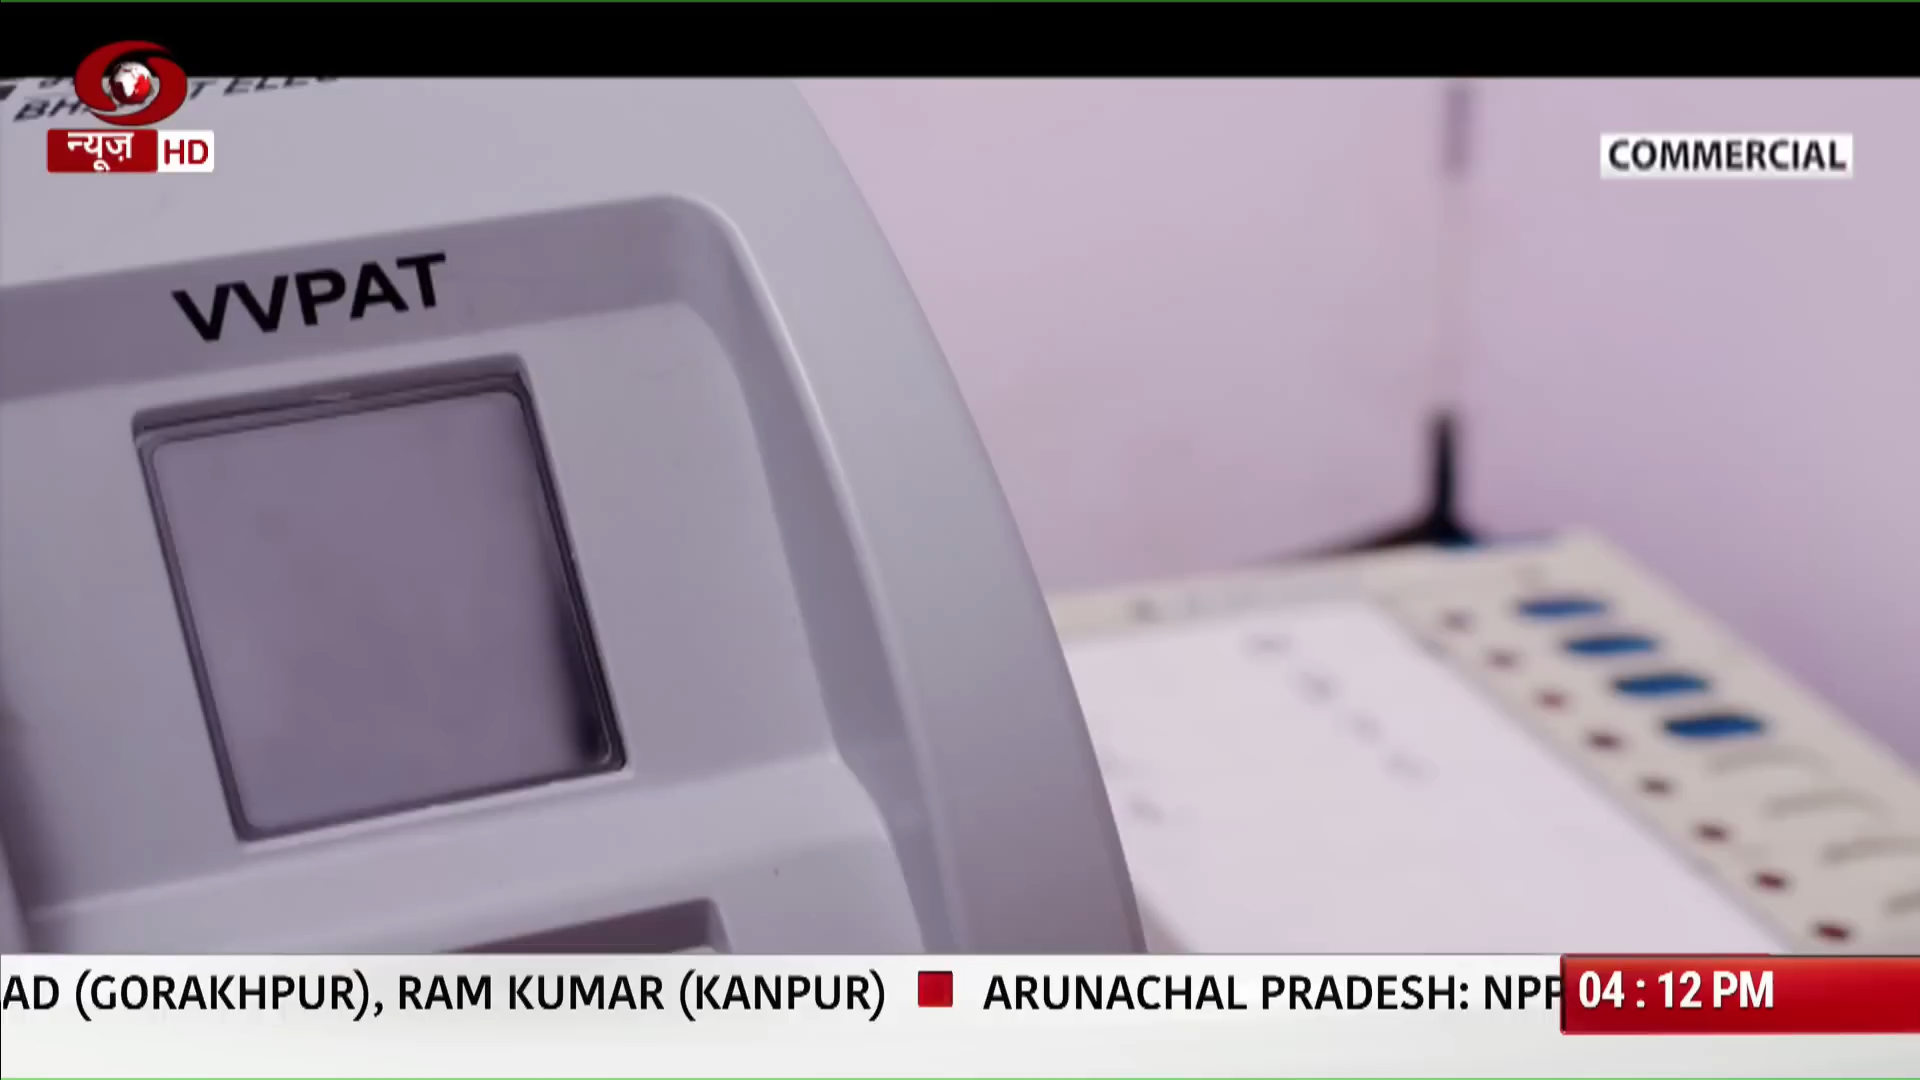 न्यूज़ HD
COMMERCIAL
VVPAT
AD (GORAKHPUR), RAM KUMAR (KANPUR) ARUNACHAL PRADESH: NPP
04 : 12 PM